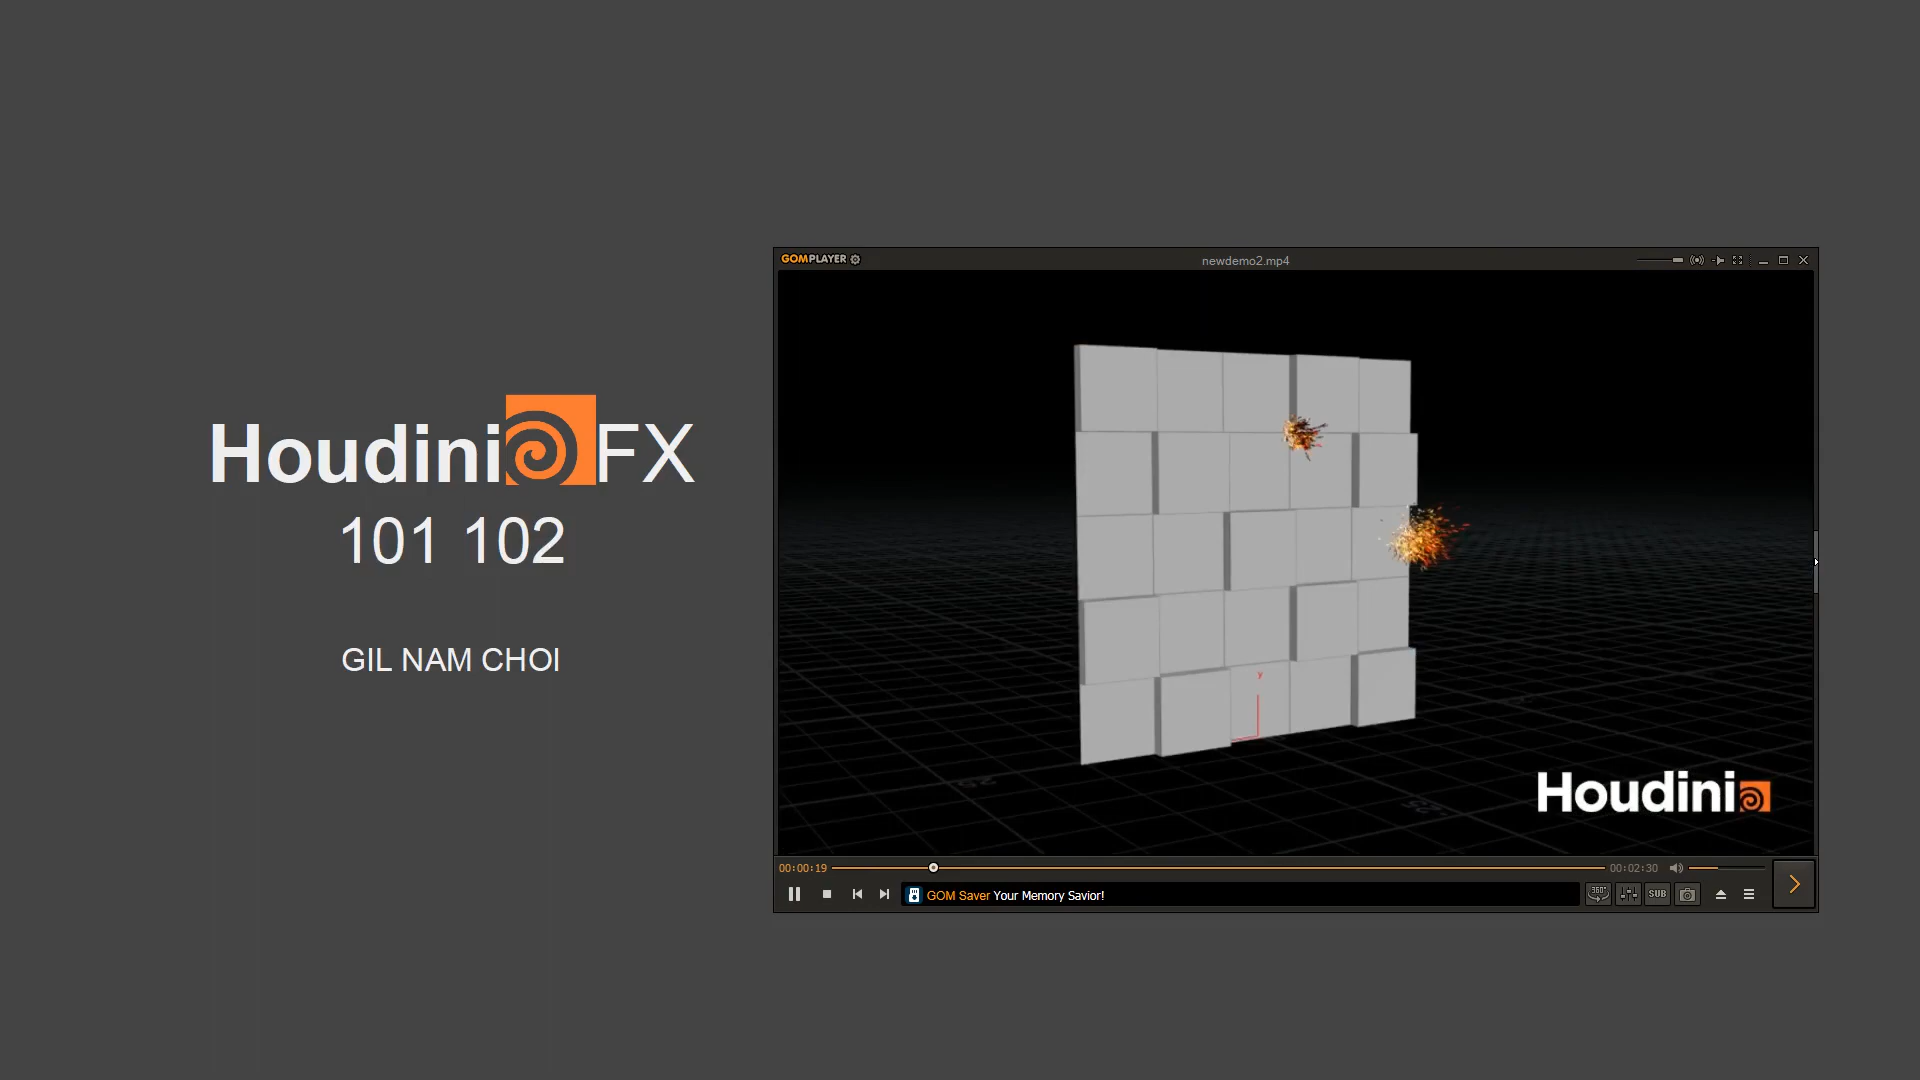 Houdini FX
101 102
GIL NAM CHOI
GOMPLAYER
newdemo2.mp4
y
Houdini
00:00:19
00:02:30
GOM Saver Your Memory Savior!
360°
SUB